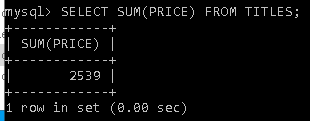 mysql> SELECT SUM(PRICE) FROM TITLES;
+------------+
| SUM(PRICE) |
+------------+
|       2539 |
+------------+
1 row in set (0.00 sec)